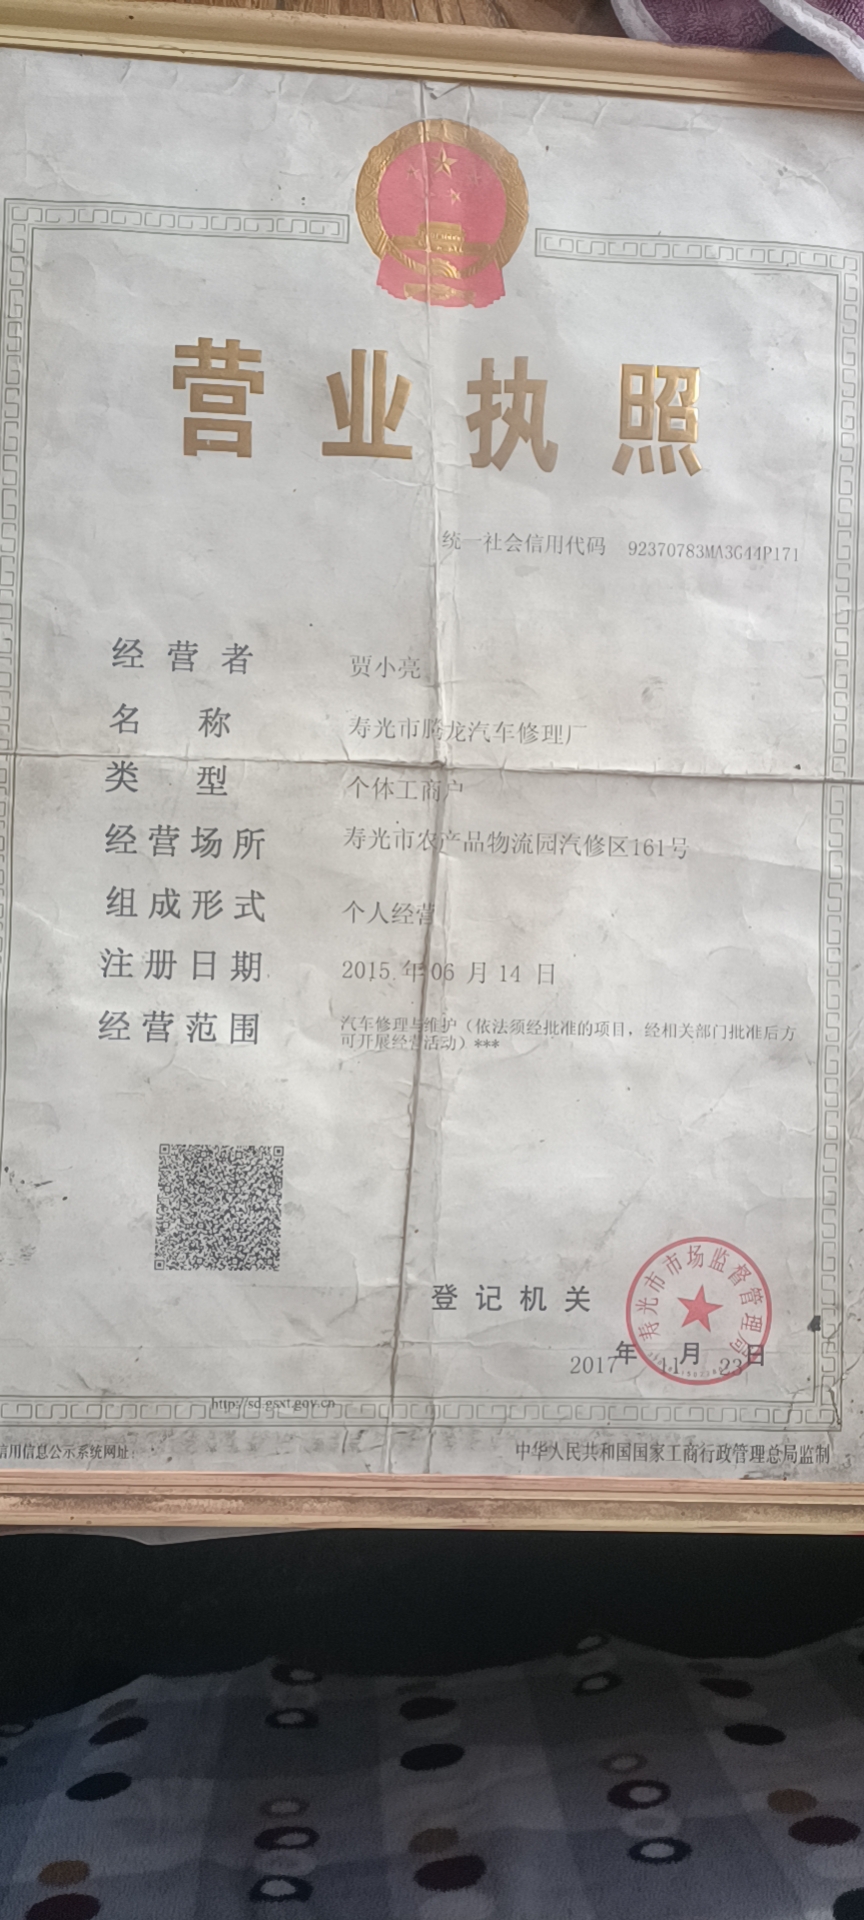 营业执照
统一社会信用代码 92370783MA3G44P171
经营者 贾小亮
名称 寿光市腾龙汽车修理厂
类型 个体工商户
经营场所 寿光市农产品物流园汽修区161号
组成形式 个人经营
注册日期 2015 年 06 月 14 日
经营范围 汽车修理与维护（依法须经批准的项目，经相关部门批准后方
可开展经营活动）***
寿光市市场监督管理局
登记机关
2017年 11月 23日
http://sd.gsxt.gov.cn
信用信息公示系统网址：
中华人民共和国国家工商行政管理总局监制